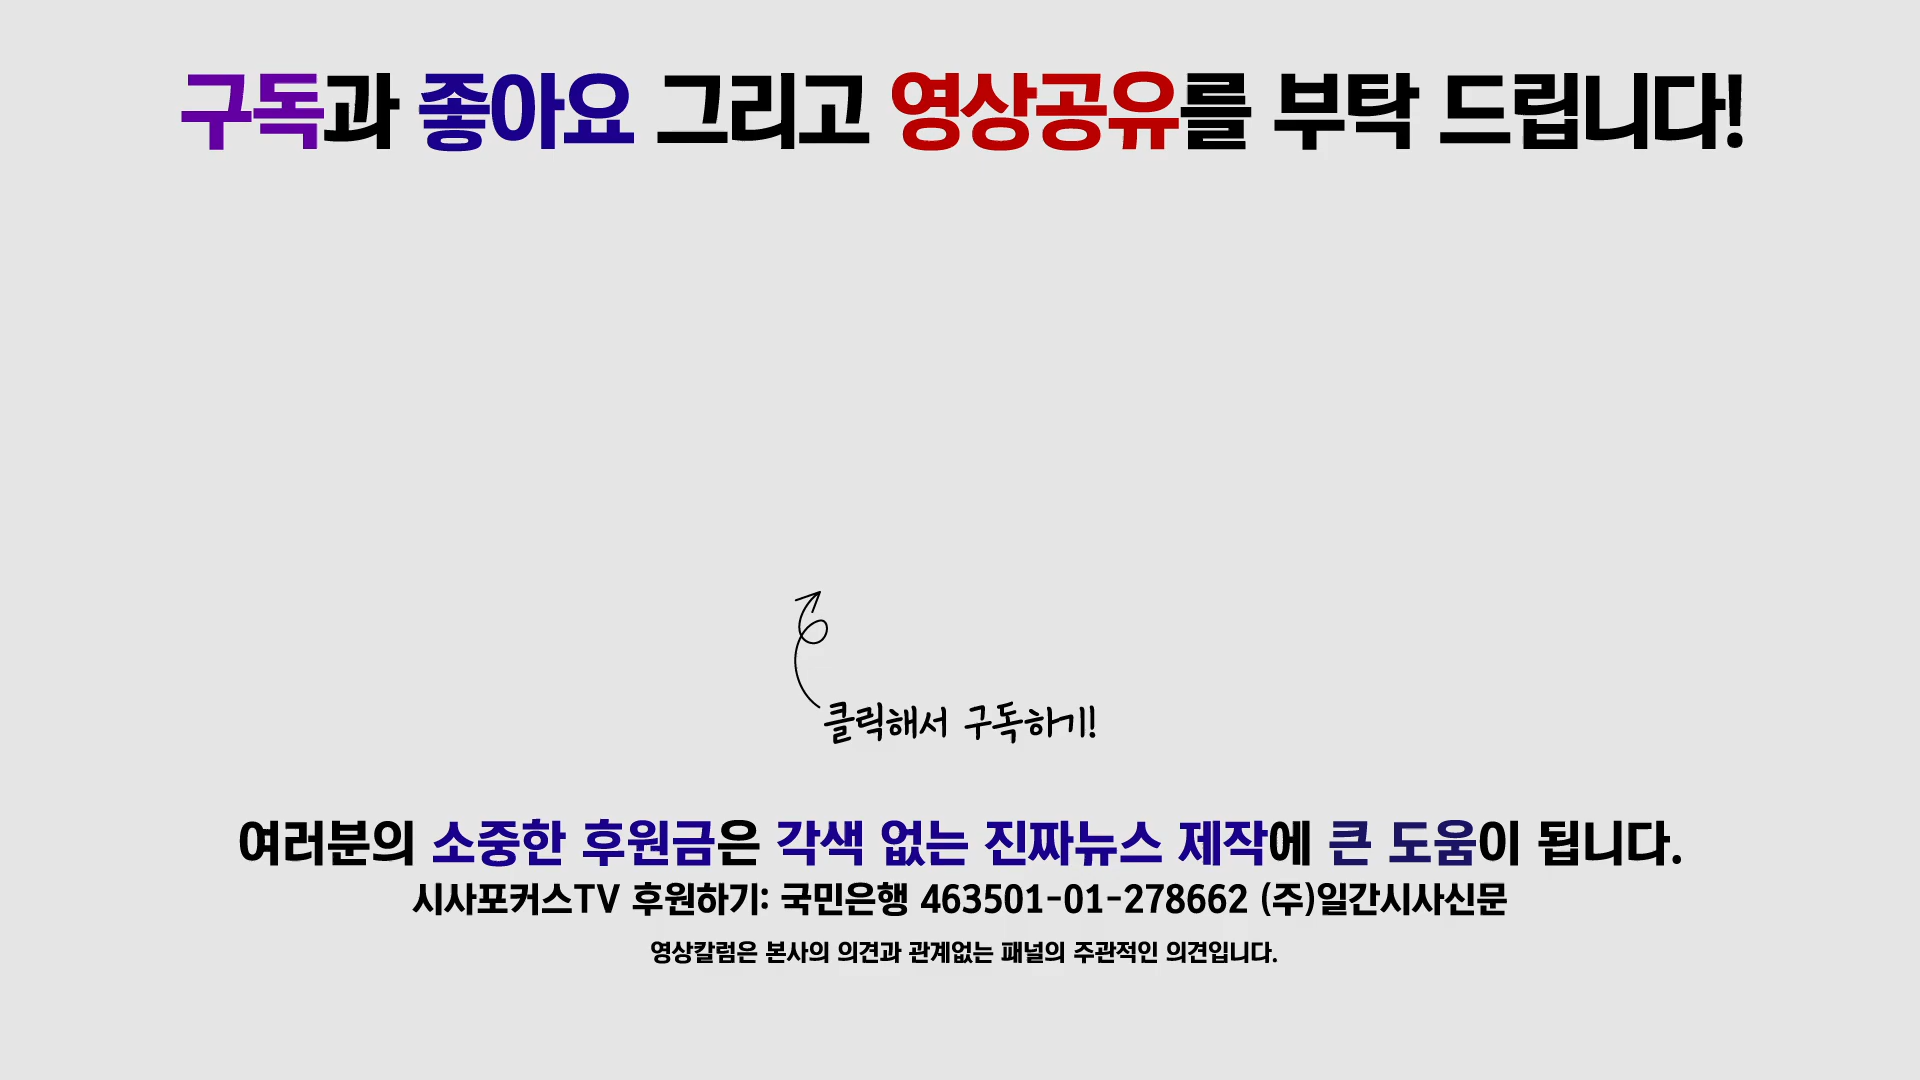 구독과 좋아요 그리고 영상공유를 부탁 드립니다!
클릭해서 구독하기!
여러분의 소중한 후원금은 각색 없는 진짜뉴스 제작에 큰 도움이 됩니다.
시사포커스TV 후원하기: 국민은행 463501-01-278662 (주)일간시사신문
영상칼럼은 본사의 의견과 관계없는 패널의 주관적인 의견입니다.